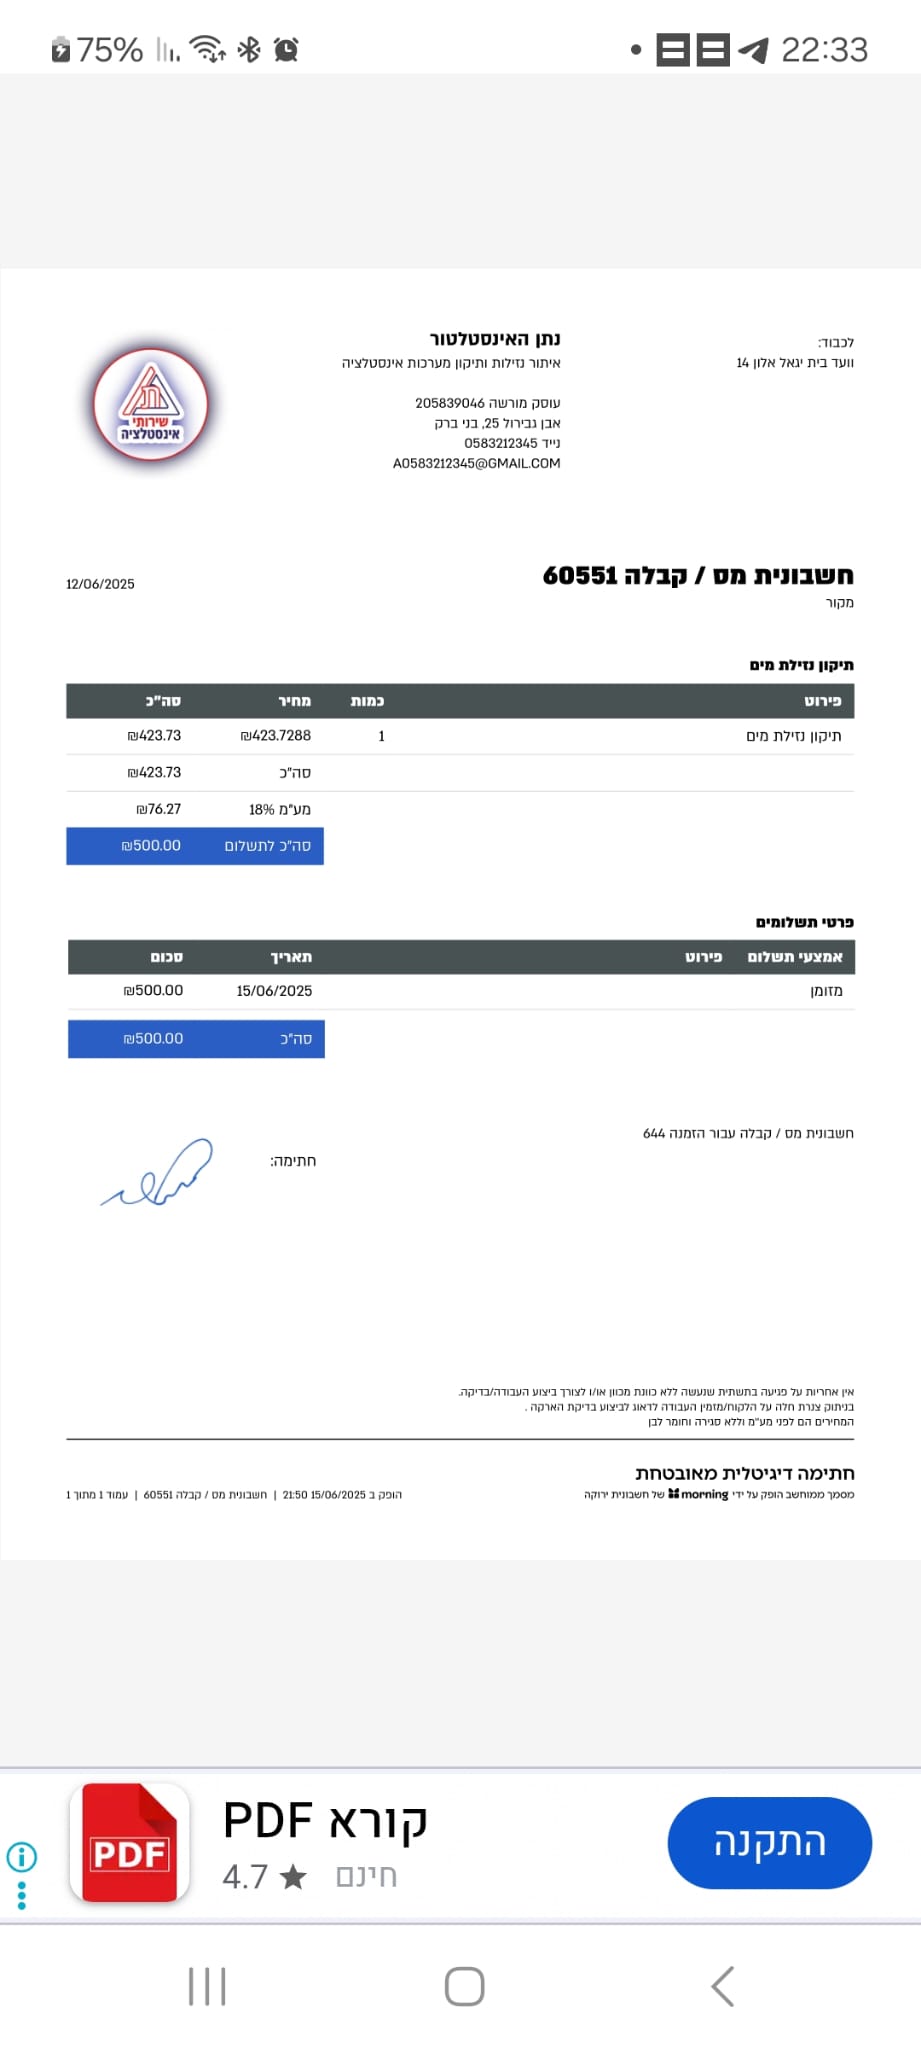 75% 22:33
לכבוד:
וועד בית יגאל אלון 14
נתן האינסטלטור
איתור נזילות ותיקון מערכות אינסטלציה
עוסק מורשה 205839046
אבן גבירול 25, בני ברק
נייד 0583212345
A0583212345@GMAIL.COM
שירותי
אינסטלציה
חשבונית מס / קבלה 60551
מקור
12/06/2025
תיקון נזילת מים
פירוט כמות מחיר סה"כ
תיקון נזילת מים 1 ₪423.7288 ₪423.73
סה"כ ₪423.73
מע"מ 18% ₪76.27
סה"כ לתשלום ₪500.00
פרטי תשלומים
אמצעי תשלום פירוט תאריך סכום
מזומן 15/06/2025 ₪500.00
סה"כ ₪500.00
חשבונית מס / קבלה עבור הזמנה 644
חתימה:
אין אחריות על פגיעה בתשתית שנעשה ללא כוונת מכוון או/ו לצורך ביצוע העבודה/בדיקה.
בניתוק צנרת חלה על הלקוח/מזמין העבודה לדאוג לביצוע בדיקת הארקה .
המחירים הם לפני מע"מ וללא סגירה וחומר לבן
חתימה דיגיטלית מאובטחת
מסמך ממוחשב הופק על ידי morning של חשבונית ירוקה
הופק ב 15/06/2025 21:50 | חשבונית מס / קבלה 60551 | עמוד 1 מתוך 1
PDF
קורא PDF
חינם 4.7 ★
התקנה